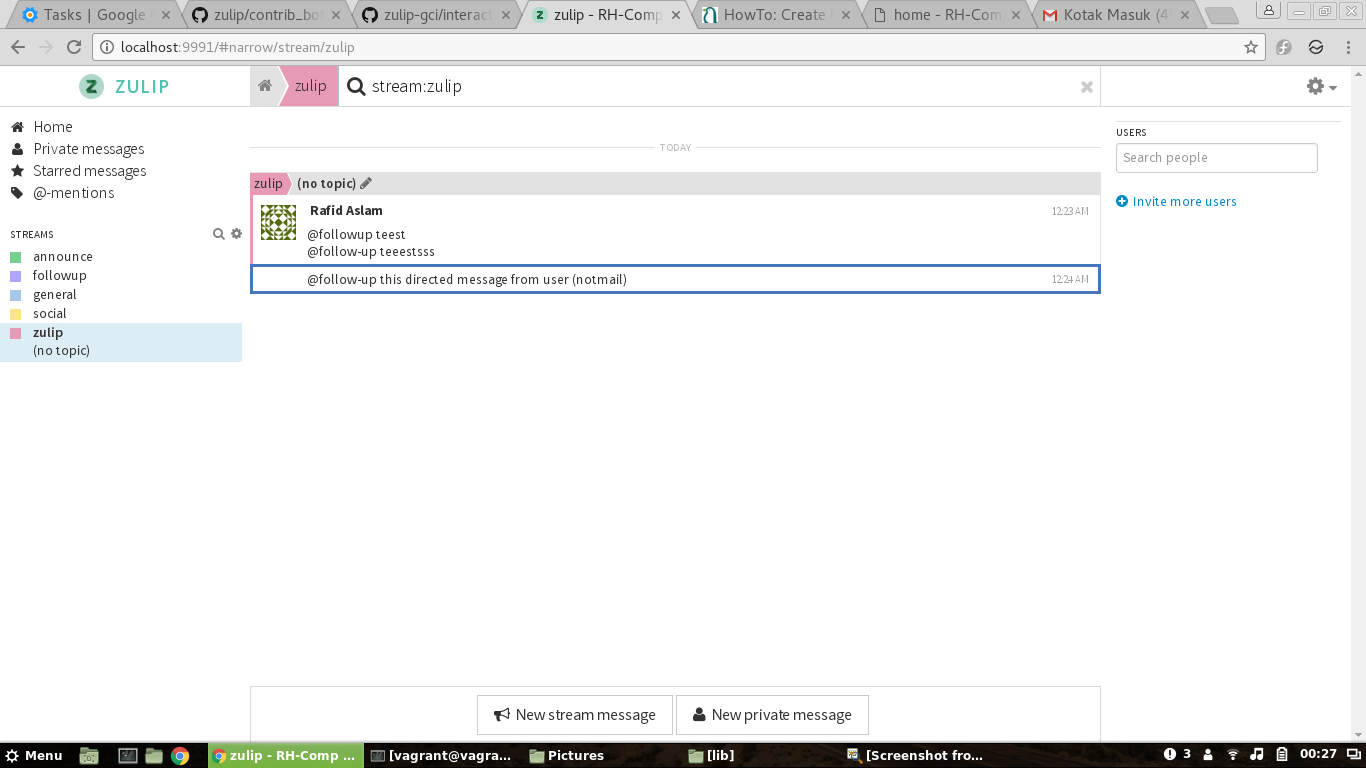 Tasks | Google
zulip/contrib_bo
zulip-gci/interact
zulip - RH-Comp
HowTo: Create
home - RH-Com
Kotak Masuk (4
localhost:9991/#narrow/stream/zulip
ZULIP
zulip
stream:zulip
Home
Private messages
Starred messages
@-mentions
STREAMS
announce
followup
general
social
zulip
(no topic)
TODAY
zulip
(no topic)
Rafid Aslam
12:23 AM
@followup teest
@follow-up teeestsss
@follow-up this directed message from user (notmail)
12:24 AM
USERS
Search people
Invite more users
New stream message
New private message
Menu
zulip - RH-Comp ...
[vagrant@vagra...
Pictures
[lib]
[Screenshot fro...
3
00:27